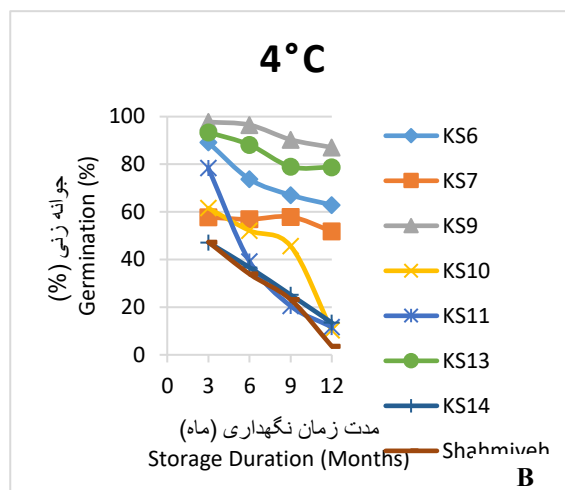 4°C
جوانه زنی (%)
Germination (%)
100
80
60
40
20
0
0 3 6 9 12
مدت زمان نگهداری (ماه)
Storage Duration (Months)
KS6
KS7
KS9
KS10
KS11
KS13
KS14
Shahmiyeh
B